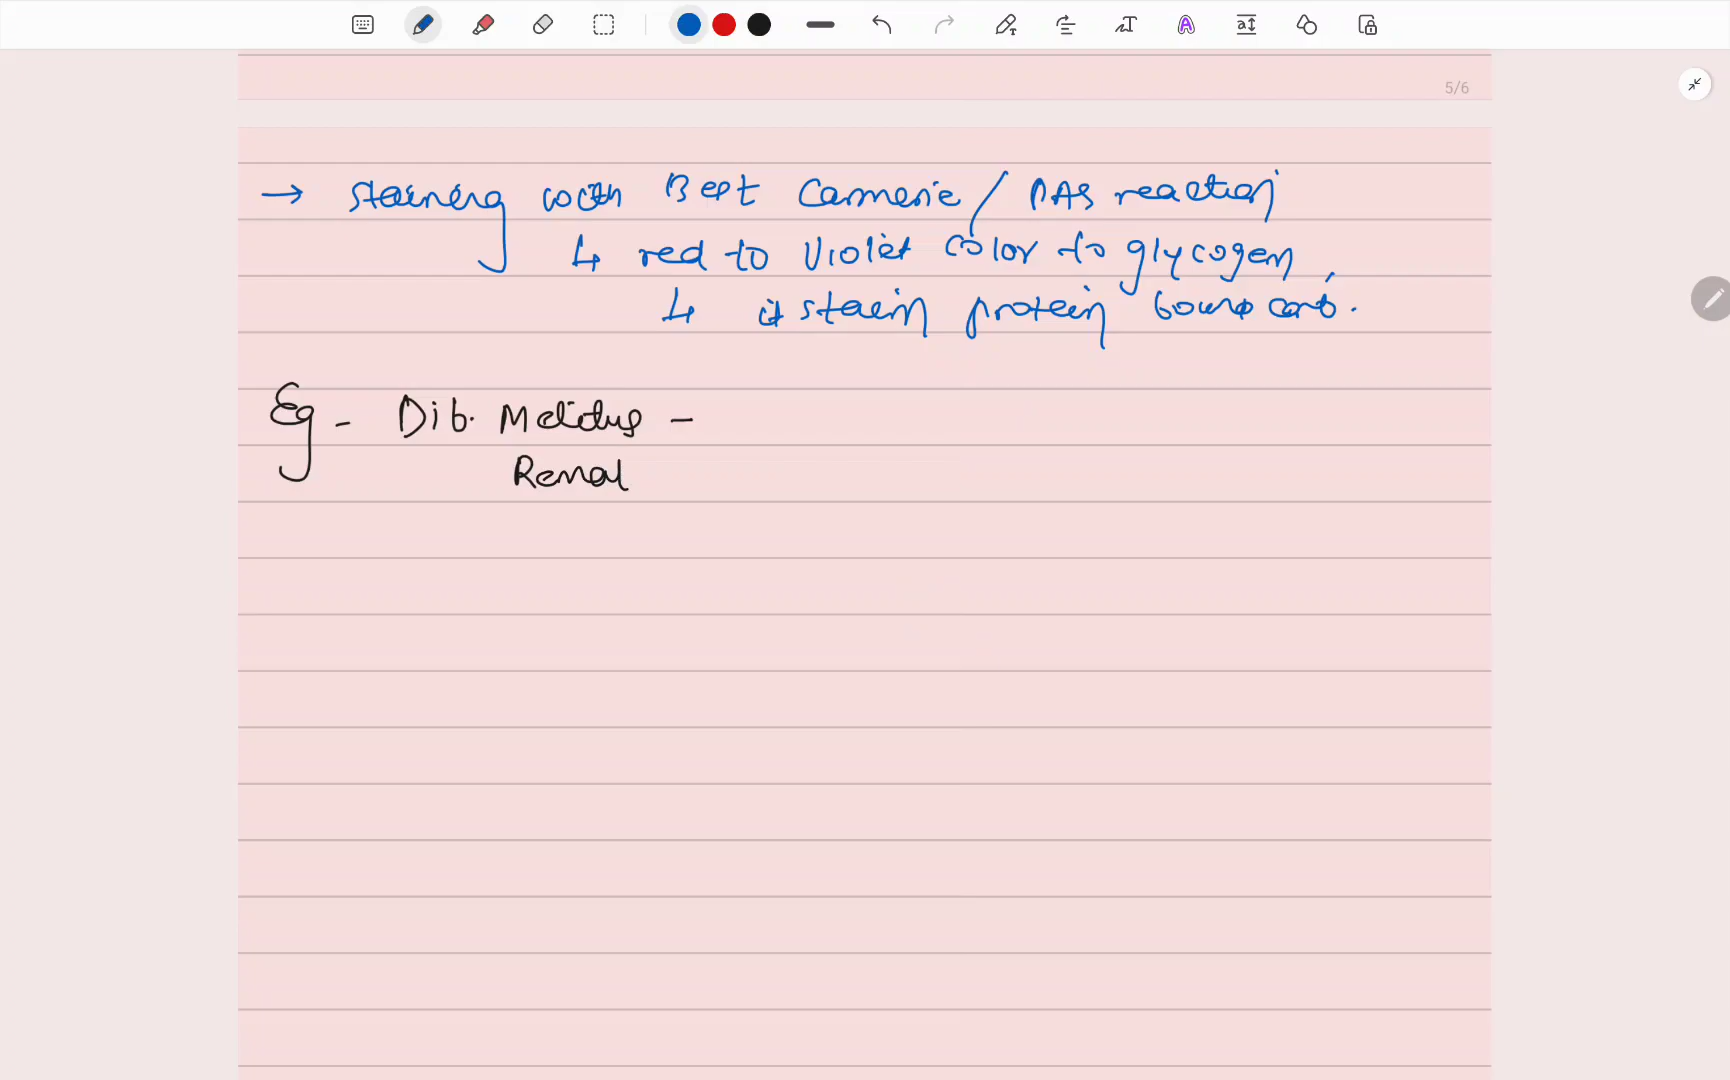 5/6
→ staining with Best Carmine / PAS reaction
↳ red to violet color to glycogen,
↳ it stain protein bound carb.
Eg - Dib. Melitus -
Renal